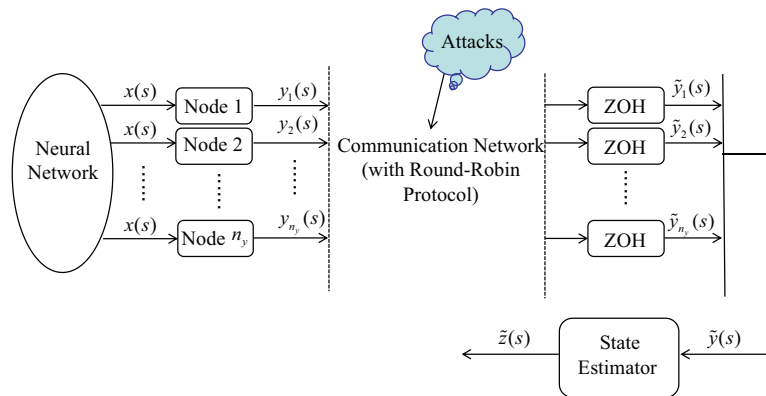 Attacks
x(s) Node 1 y₁(s)
x(s) Node 2 y₂(s)
Neural
Network
x(s) Node n_y y_{n_y}(s)
Communication Network
(with Round-Robin
Protocol)
ZOH ỹ₁(s)
ZOH ỹ₂(s)
ZOH ỹ_{n_y}(s)
z̃(s)
State
Estimator
ỹ(s)